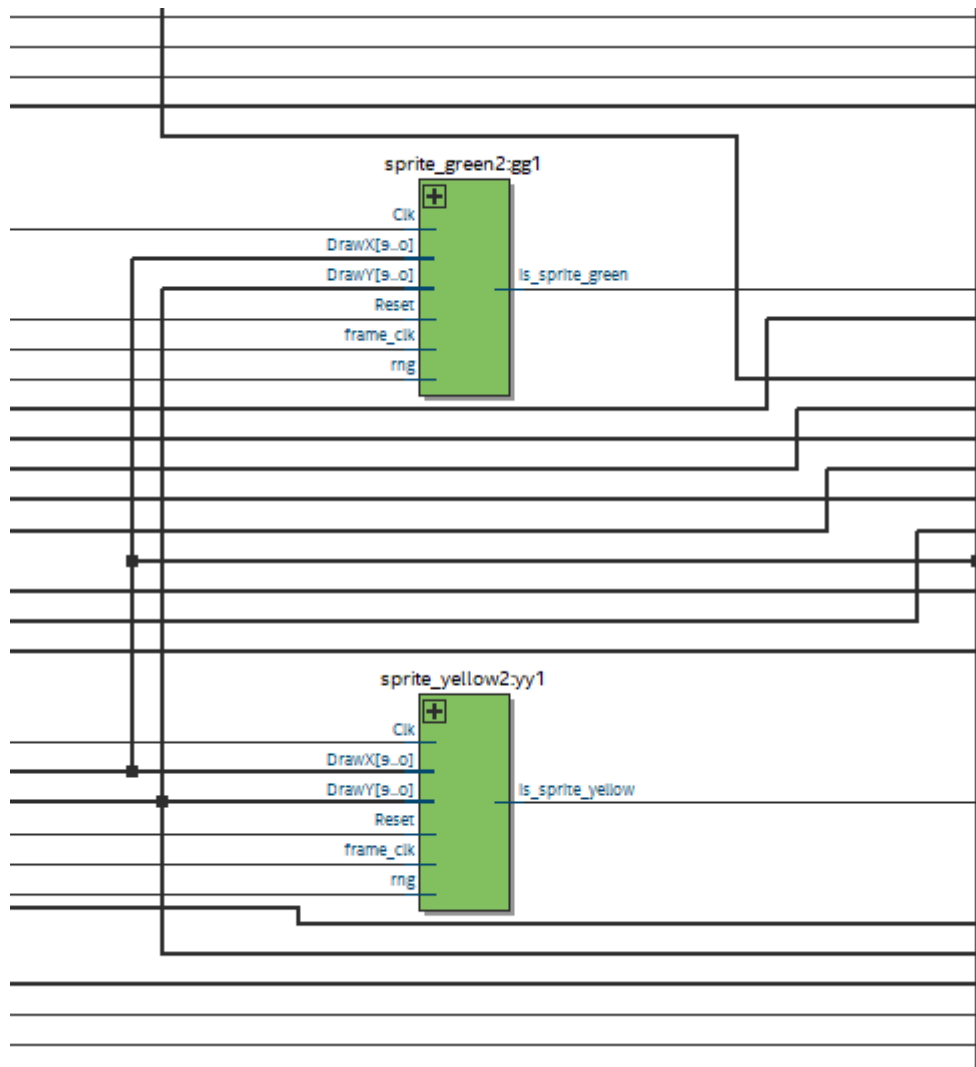 sprite_green2:gg1
Clk
DrawX[9..0]
DrawY[9..0]
is_sprite_green
Reset
frame_clk
rng
sprite_yellow2:yy1
Clk
DrawX[9..0]
DrawY[9..0]
is_sprite_yellow
Reset
frame_clk
rng